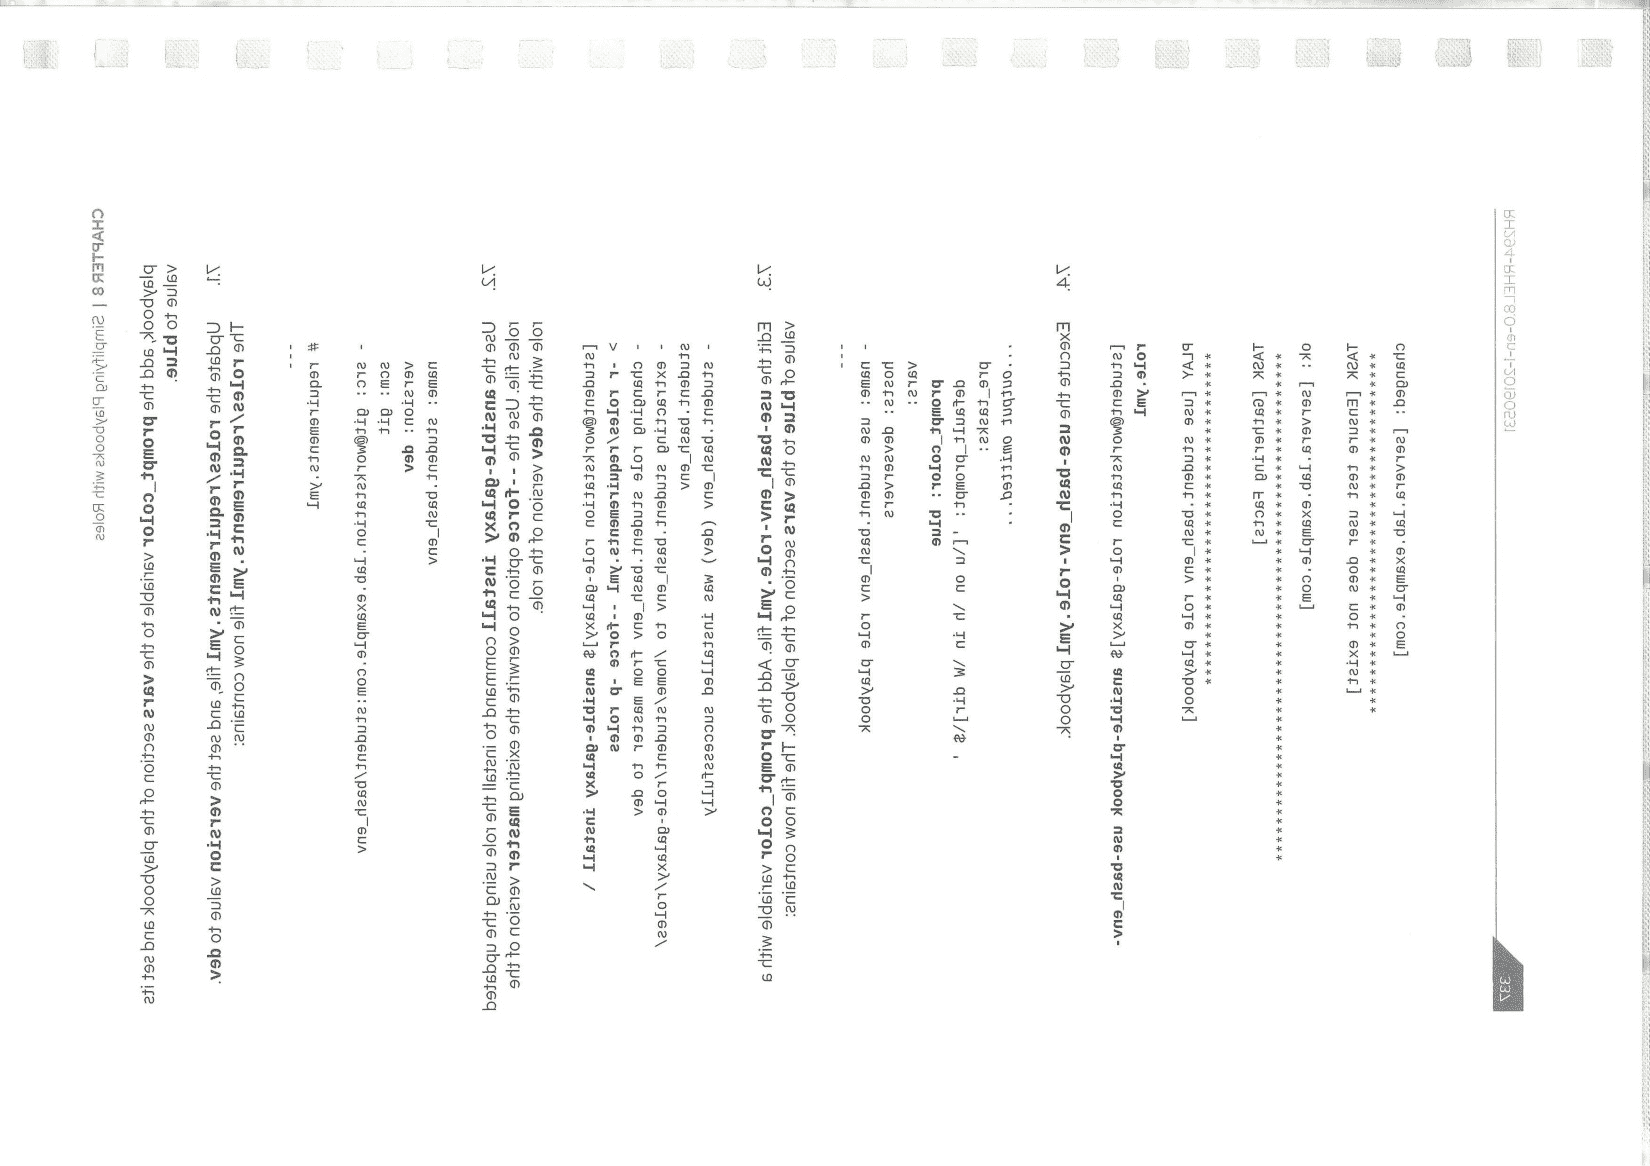 CHAPTER 8 | Simplifying Playbooks with Roles
playbook, add the prompt_color variable to the vars section of the playbook and set its
value to blue.
7.1. Update the roles/requirements.yml file, and set the version value to dev.
The roles/requirements.yml file now contains:
---
# requirements.yml
- src: git@workstation.lab.example.com:student/bash_env
scm: git
version: dev
name: student.bash_env
7.2. Use the ansible-galaxy install command to install the role using the updated
roles file. Use the --force option to overwrite the existing master version of the
role with the dev version of the role.
[student@workstation role-galaxy]$ ansible-galaxy install \
> -r roles/requirements.yml --force -p roles
- changing role student.bash_env from master to dev
- extracting student.bash_env to /home/student/role-galaxy/roles/
student.bash_env
- student.bash_env (dev) was installed successfully
7.3. Edit the use-bash_env-role.yml file. Add the prompt_color variable with a
value of blue to the vars section of the playbook. The file now contains:
---
- name: use student.bash_env role playbook
hosts: devservers
vars:
prompt_color: blue
default_prompt: '[\u on \h in \W dir]\$ '
pre_tasks:
...output omitted...
7.4. Execute the use-bash_env-role.yml playbook.
[student@workstation role-galaxy]$ ansible-playbook use-bash_env-
role.yml
PLAY [use student.bash_env role playbook]
****************************************
TASK [Gathering Facts]
************************************************************
ok: [servera.lab.example.com]
TASK [Ensure test user does not exist]
******************************************
changed: [servera.lab.example.com]
RH294-RHEL8.0-en-1-20190531
337